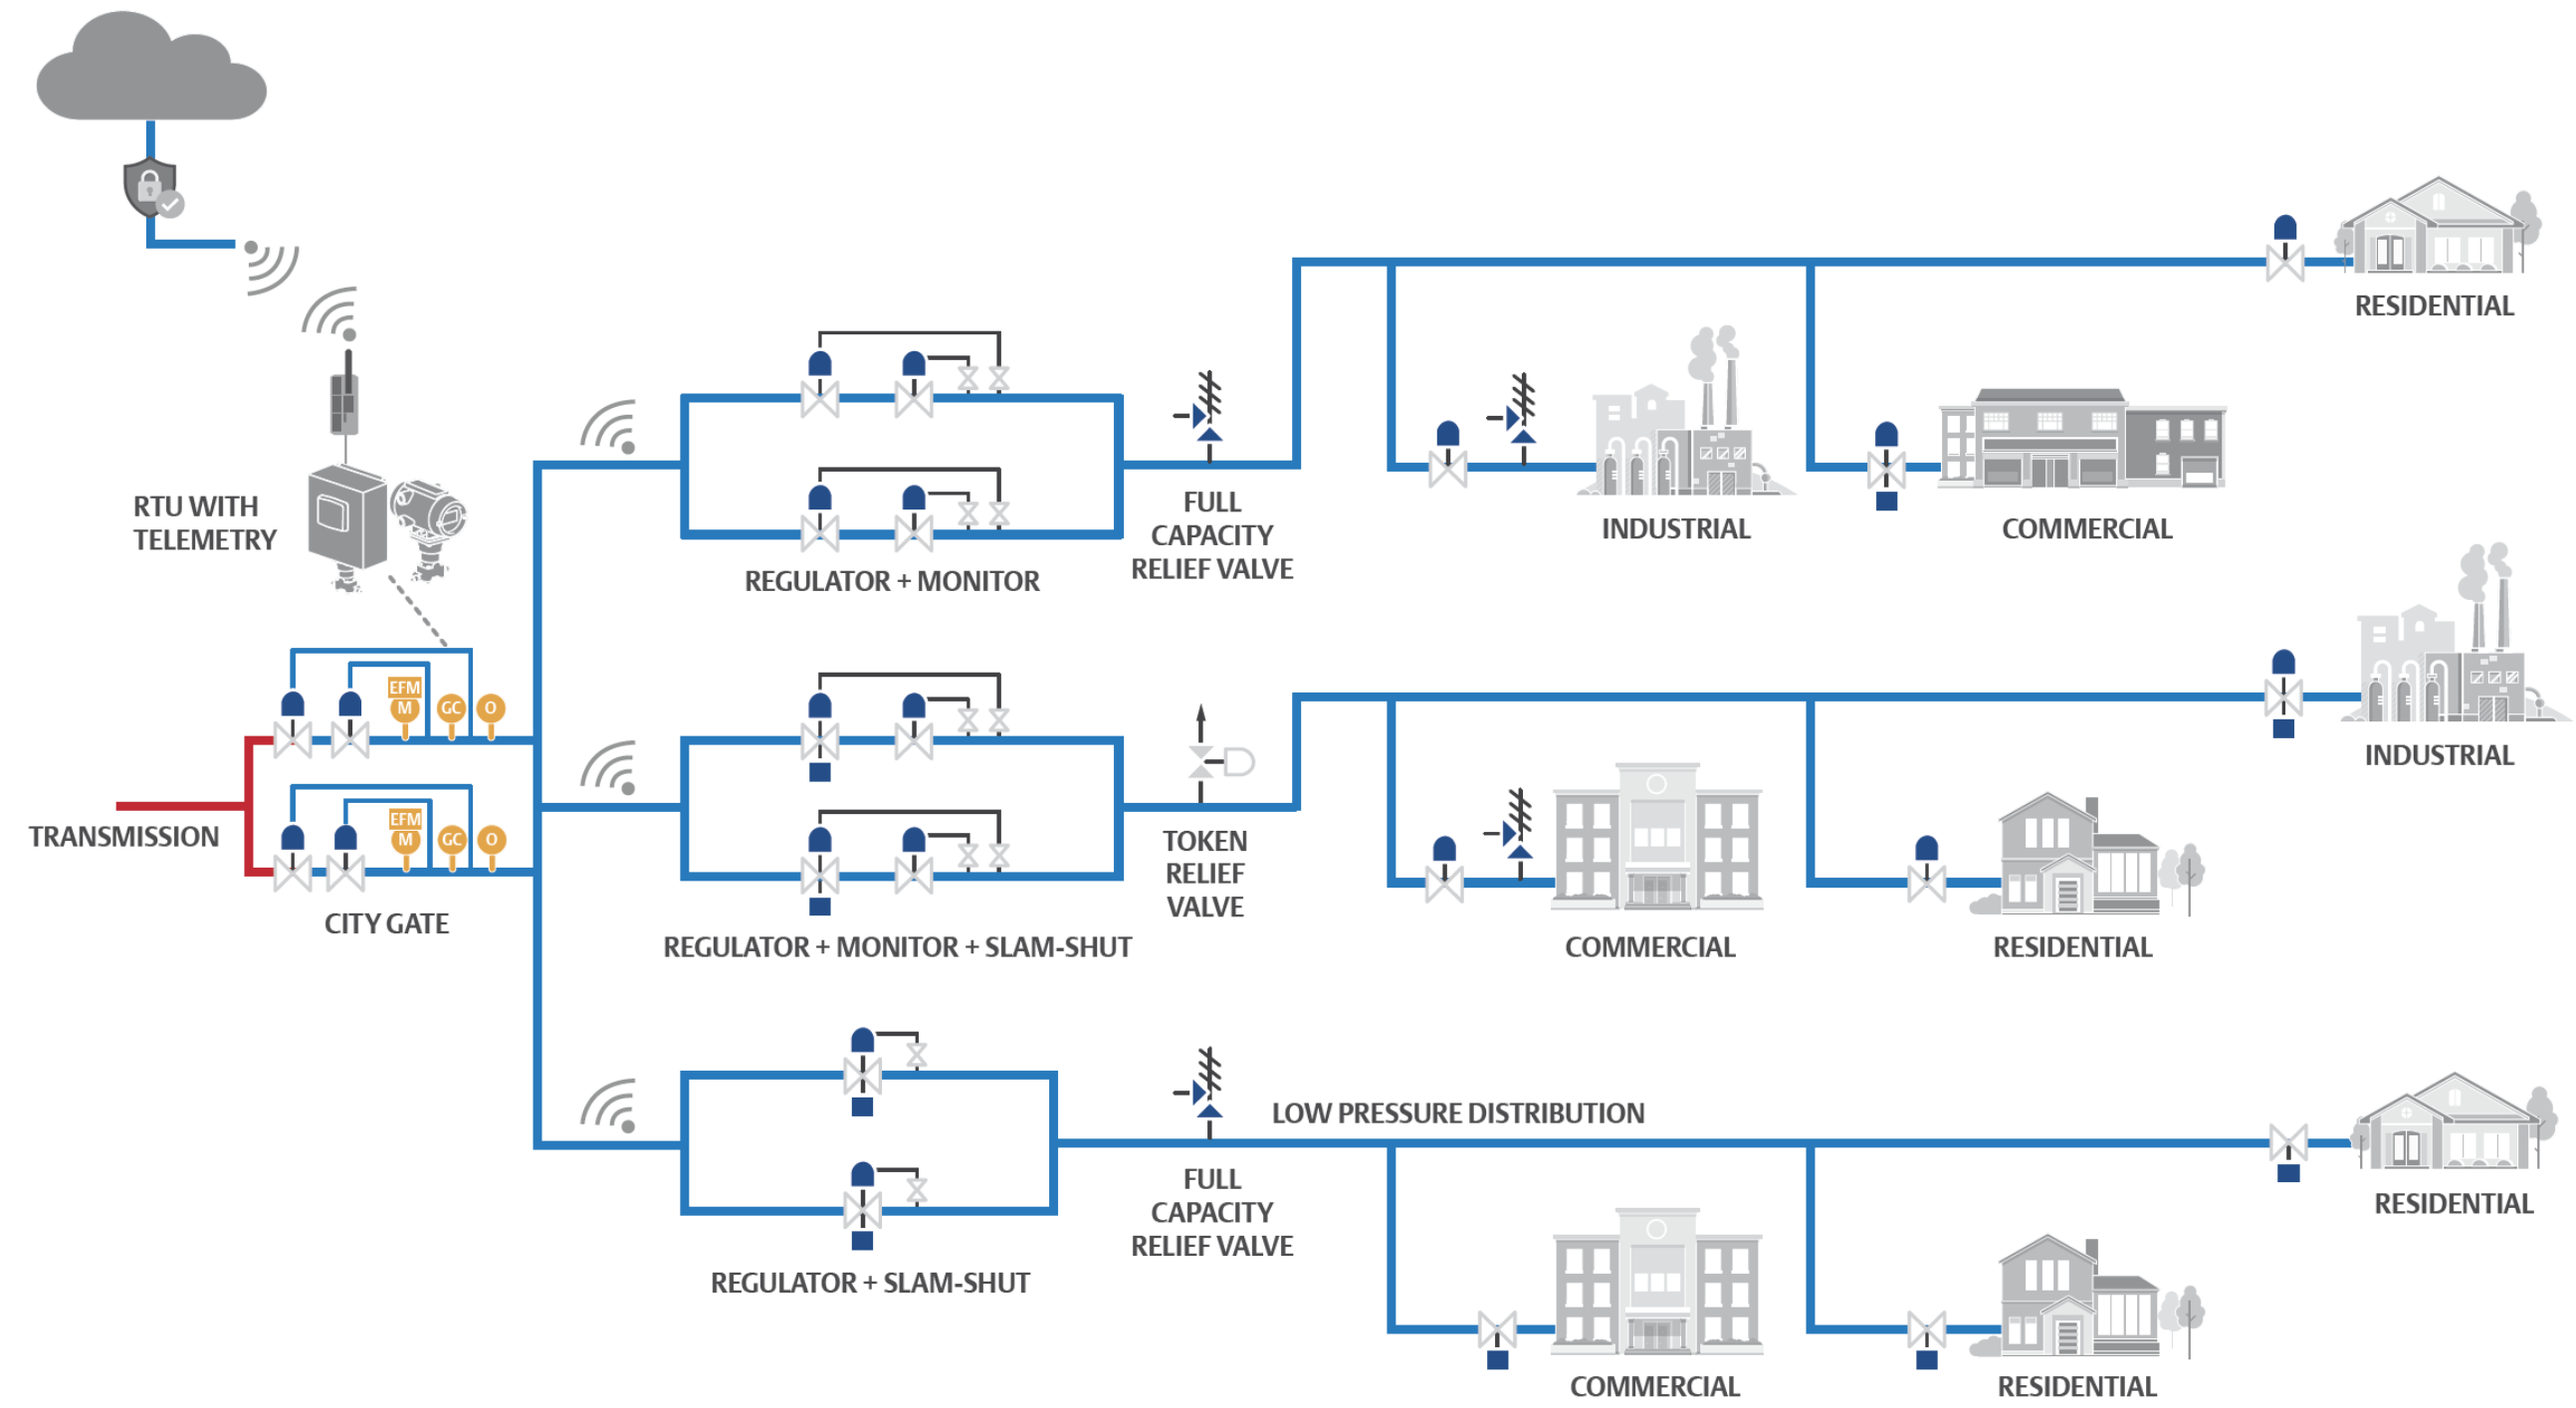 RTU WITH
TELEMETRY
TRANSMISSION
EFM
M
GC
O
EFM
M
GC
O
CITY GATE
REGULATOR + MONITOR
FULL
CAPACITY
RELIEF VALVE
INDUSTRIAL
COMMERCIAL
RESIDENTIAL
REGULATOR + MONITOR + SLAM-SHUT
TOKEN
RELIEF
VALVE
COMMERCIAL
RESIDENTIAL
INDUSTRIAL
REGULATOR + SLAM-SHUT
FULL
CAPACITY
RELIEF VALVE
LOW PRESSURE DISTRIBUTION
COMMERCIAL
RESIDENTIAL
RESIDENTIAL